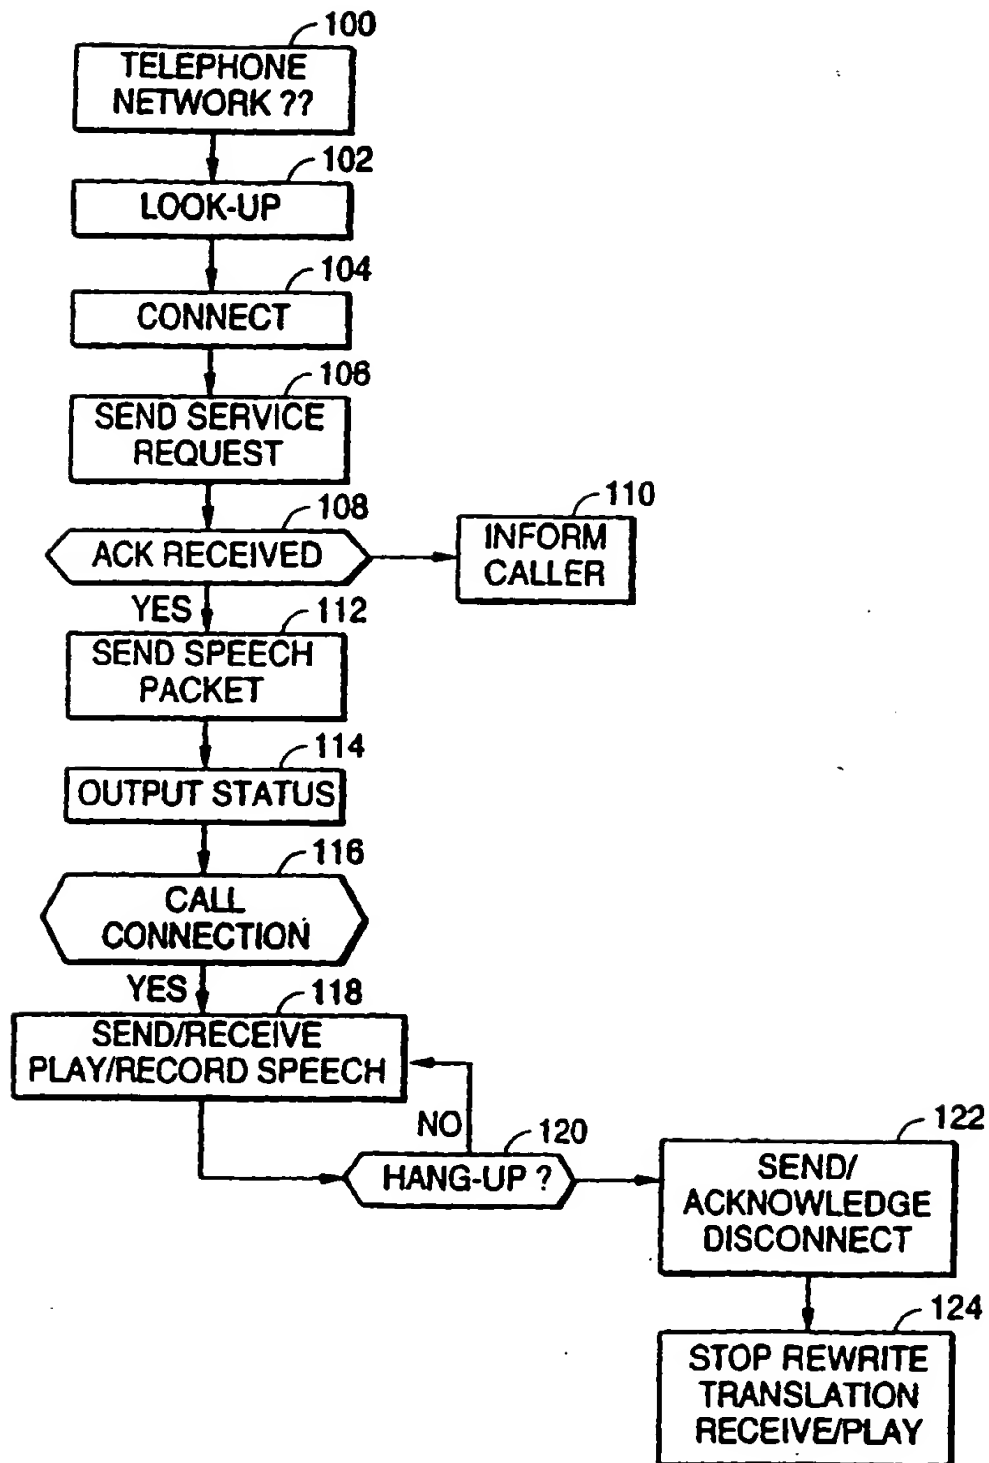 100
TELEPHONE
NETWORK ??
102
LOOK-UP
104
CONNECT
106
SEND SERVICE
REQUEST
108
ACK RECEIVED
110
INFORM
CALLER
YES
112
SEND SPEECH
PACKET
114
OUTPUT STATUS
116
CALL
CONNECTION
YES
118
SEND/RECEIVE
PLAY/RECORD SPEECH
NO
120
HANG-UP ?
122
SEND/
ACKNOWLEDGE
DISCONNECT
124
STOP REWRITE
TRANSLATION
RECEIVE/PLAY